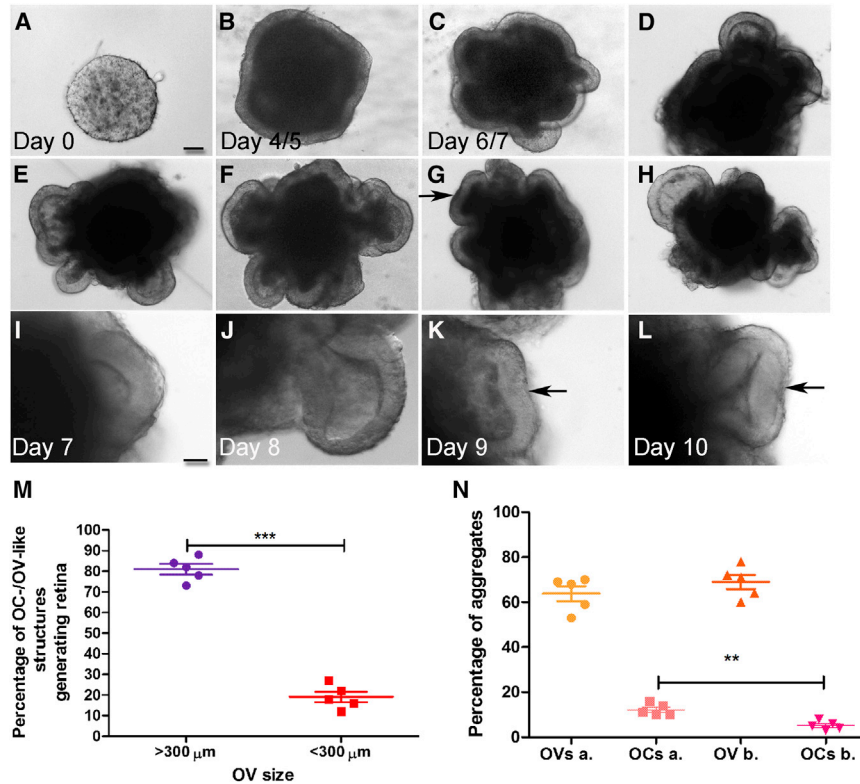 A
B
C
D
Day 0
Day 4/5
Day 6/7
E
F
G
H
I
J
K
L
Day 7
Day 8
Day 9
Day 10
M
Percentage of OC-/OV-like
structures
generating retina
100
90
80
70
60
50
40
30
20
10
0
***
>300 μm
<300 μm
OV size
N
Percentage of aggregates
100
80
60
40
20
0
**
OVs a.
OCs a.
OV b.
OCs b.